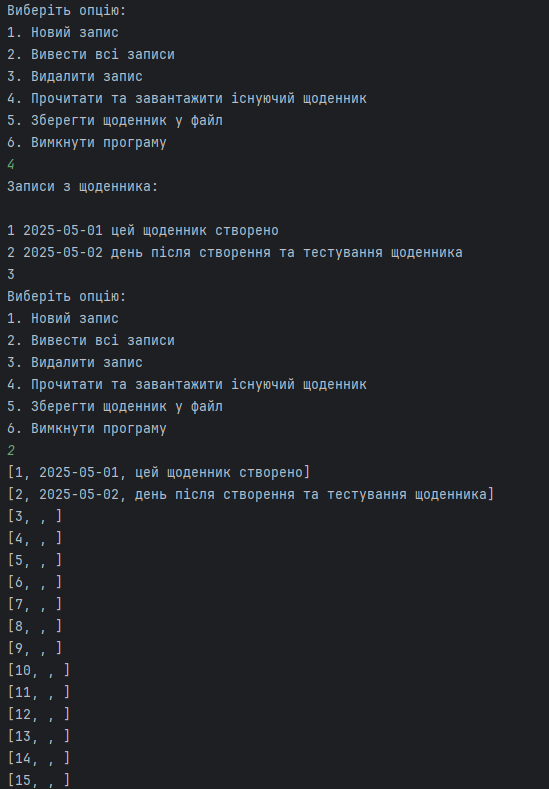 Виберіть опцію:
1. Новий запис
2. Вивести всі записи
3. Видалити запис
4. Прочитати та завантажити існуючий щоденник
5. Зберегти щоденник у файл
6. Вимкнути програму
4
Записи з щоденника:
1 2025-05-01 цей щоденник створено
2 2025-05-02 день після створення та тестування щоденника
3
Виберіть опцію:
1. Новий запис
2. Вивести всі записи
3. Видалити запис
4. Прочитати та завантажити існуючий щоденник
5. Зберегти щоденник у файл
6. Вимкнути програму
2
[1, 2025-05-01, цей щоденник створено]
[2, 2025-05-02, день після створення та тестування щоденника]
[3, , ]
[4, , ]
[5, , ]
[6, , ]
[7, , ]
[8, , ]
[9, , ]
[10, , ]
[11, , ]
[12, , ]
[13, , ]
[14, , ]
[15, , ]